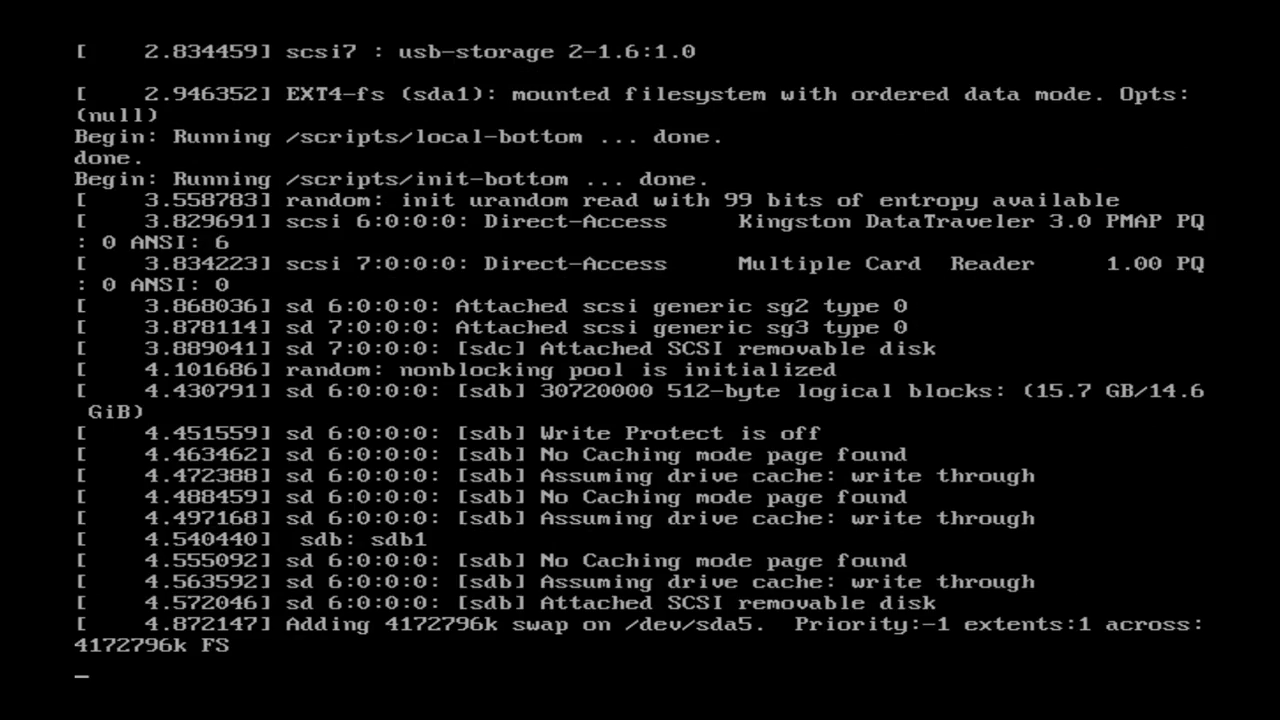 [    2.834459] scsi7 : usb-storage 2-1.6:1.0
[    2.946352] EXT4-fs (sda1): mounted filesystem with ordered data mode. Opts:
(null)
Begin: Running /scripts/local-bottom ... done.
done.
Begin: Running /scripts/init-bottom ... done.
[    3.558783] random: init urandom read with 99 bits of entropy available
[    3.829691] scsi 6:0:0:0: Direct-Access     Kingston DataTraveler 3.0 PMAP PQ
: 0 ANSI: 6
[    3.834223] scsi 7:0:0:0: Direct-Access     Multiple Card  Reader     1.00 PQ
: 0 ANSI: 0
[    3.868036] sd 6:0:0:0: Attached scsi generic sg2 type 0
[    3.878114] sd 7:0:0:0: Attached scsi generic sg3 type 0
[    3.889041] sd 7:0:0:0: [sdc] Attached SCSI removable disk
[    4.101686] random: nonblocking pool is initialized
[    4.430791] sd 6:0:0:0: [sdb] 30720000 512-byte logical blocks: (15.7 GB/14.6
 GiB)
[    4.451559] sd 6:0:0:0: [sdb] Write Protect is off
[    4.463462] sd 6:0:0:0: [sdb] No Caching mode page found
[    4.472388] sd 6:0:0:0: [sdb] Assuming drive cache: write through
[    4.488459] sd 6:0:0:0: [sdb] No Caching mode page found
[    4.497168] sd 6:0:0:0: [sdb] Assuming drive cache: write through
[    4.540440]  sdb: sdb1
[    4.555092] sd 6:0:0:0: [sdb] No Caching mode page found
[    4.563592] sd 6:0:0:0: [sdb] Assuming drive cache: write through
[    4.572046] sd 6:0:0:0: [sdb] Attached SCSI removable disk
[    4.872147] Adding 4172796k swap on /dev/sda5.  Priority:-1 extents:1 across:
4172796k FS
_